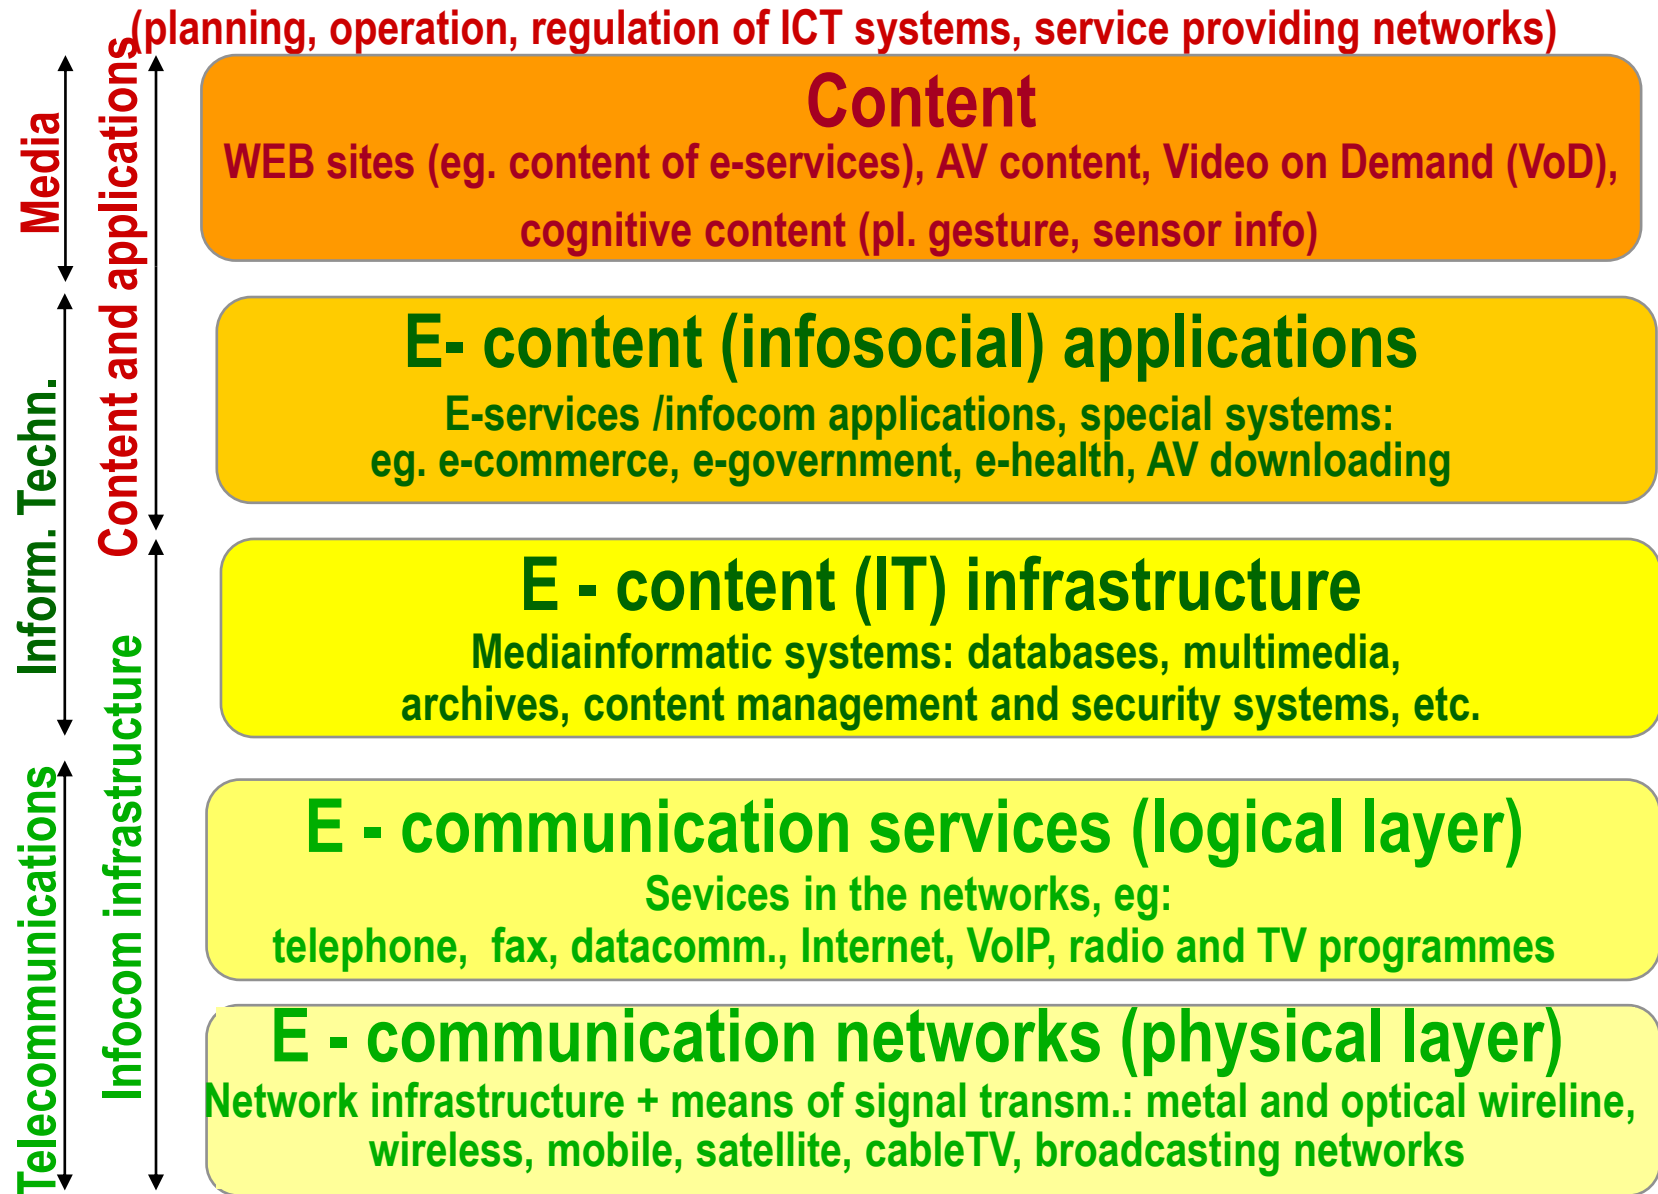 (planning, operation, regulation of ICT systems, service providing networks)
Media
Content and applications
Content
WEB sites (eg. content of e-services), AV content, Video on Demand (VoD),
cognitive content (pl. gesture, sensor info)
Inform. Techn.
E- content (infosocial) applications
E-services /infocom applications, special systems:
eg. e-commerce, e-government, e-health, AV downloading
E - content (IT) infrastructure
Mediainformatic systems: databases, multimedia,
archives, content management and security systems, etc.
Telecommunications
Infocom infrastructure
E - communication services (logical layer)
Sevices in the networks, eg:
telephone, fax, datacomm., Internet, VoIP, radio and TV programmes
E - communication networks (physical layer)
Network infrastructure + means of signal transm.: metal and optical wireline,
wireless, mobile, satellite, cableTV, broadcasting networks